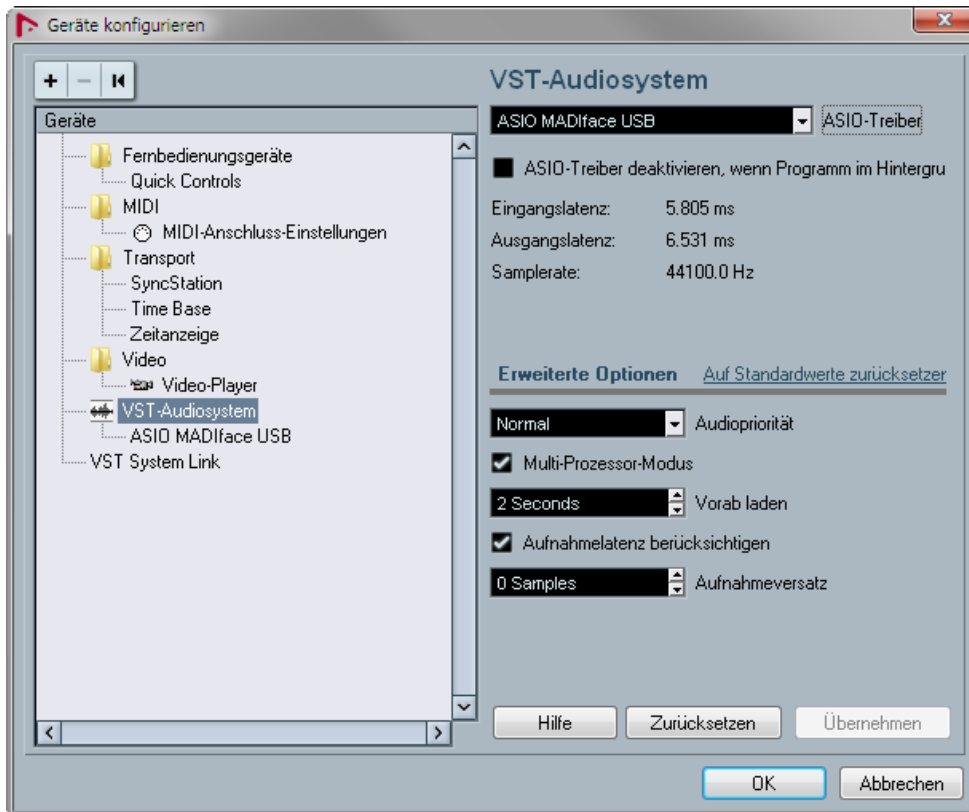 Geräte konfigurieren
Geräte
Fernbedienungsgeräte
Quick Controls
MIDI
MIDI-Anschluss-Einstellungen
Transport
SyncStation
Time Base
Zeitanzeige
Video
Video-Player
VST-Audiosystem
ASIO MADIface USB
VST System Link
VST-Audiosystem
ASIO MADIface USB ASIO-Treiber
ASIO-Treiber deaktivieren, wenn Programm im Hintergru
Eingangslatenz: 5.805 ms
Ausgangslatenz: 6.531 ms
Samplerate: 44100.0 Hz
Erweiterte Optionen Auf Standardwerte zurücksetzer
Normal Audiopriorität
Multi-Prozessor-Modus
2 Seconds Vorab laden
Aufnahmelatenz berücksichtigen
0 Samples Aufnahmeversatz
Hilfe Zurücksetzen Übernehmen
OK Abbrechen